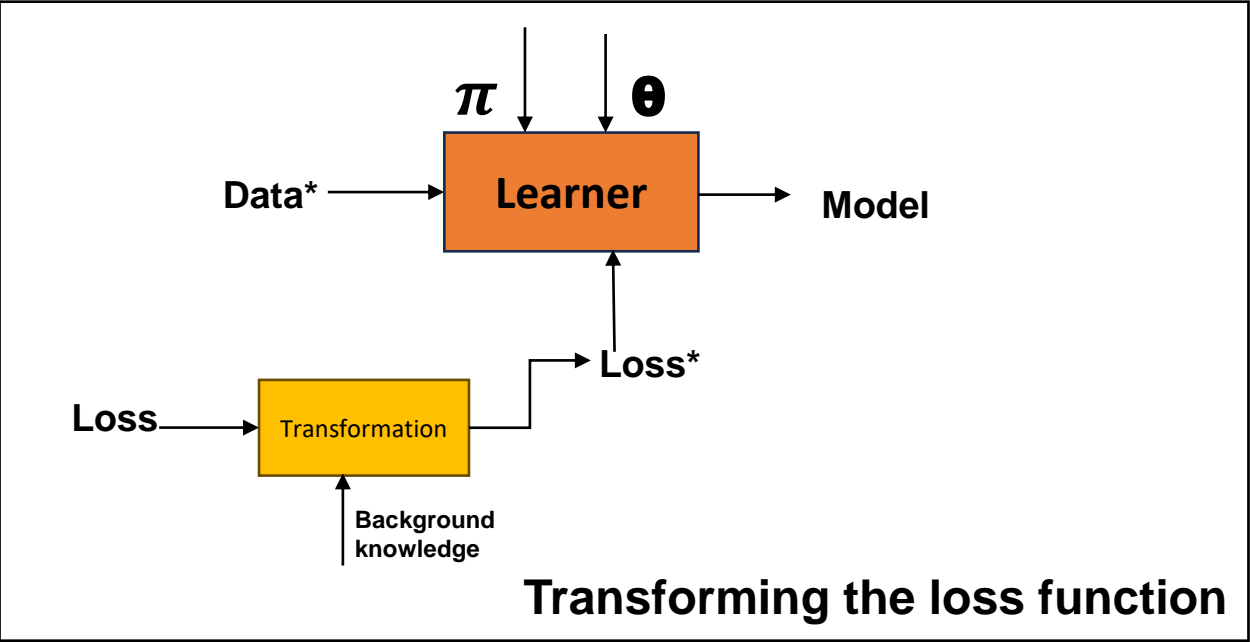 π
θ
Data*
Learner
Model
Loss*
Loss
Transformation
Background
knowledge
Transforming the loss function